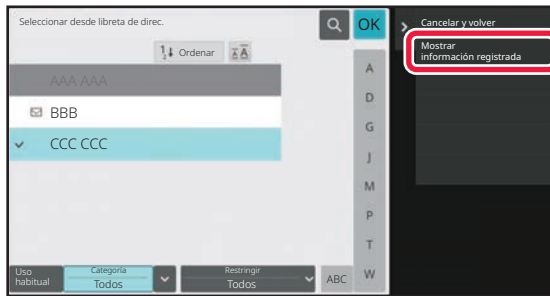 Seleccionar desde libreta de direc.
OK
Cancelar y volver
Mostrar
información registrada
Ordenar
AAA AAA
BBB
CCC CCC
A
D
G
J
M
P
T
W
Uso
habitual
Categoría
Todos
Restringir
Todos
ABC